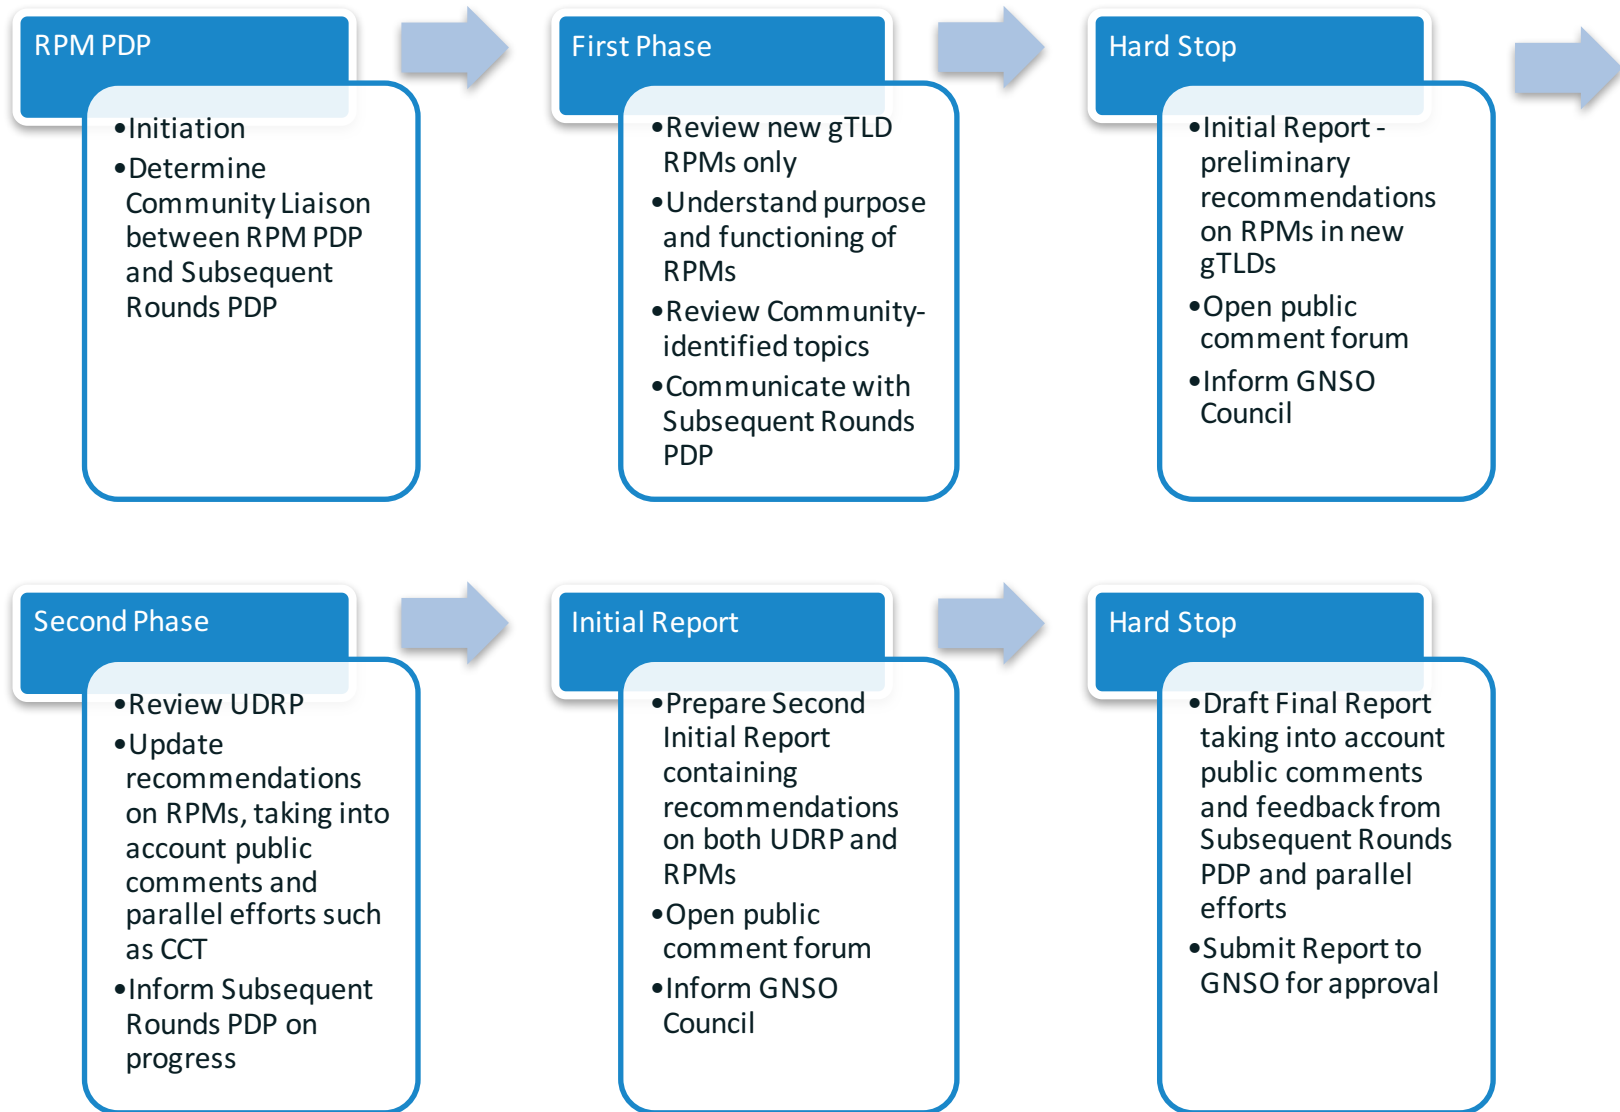 RPM PDP
•Initiation
•Determine
Community Liaison
between RPM PDP
and Subsequent
Rounds PDP
First Phase
•Review new gTLD
RPMs only
•Understand purpose
and functioning of
RPMs
•Review Community-
identified topics
•Communicate with
Subsequent Rounds
PDP
Hard Stop
•Initial Report -
preliminary
recommendations
on RPMs in new
gTLDs
•Open public
comment forum
•Inform GNSO
Council
Second Phase
•Review UDRP
•Update
recommendations
on RPMs, taking into
account public
comments and
parallel efforts such
as CCT
•Inform Subsequent
Rounds PDP on
progress
Initial Report
•Prepare Second
Initial Report
containing
recommendations
on both UDRP and
RPMs
•Open public
comment forum
•Inform GNSO
Council
Hard Stop
•Draft Final Report
taking into account
public comments
and feedback from
Subsequent Rounds
PDP and parallel
efforts
•Submit Report to
GNSO for approval